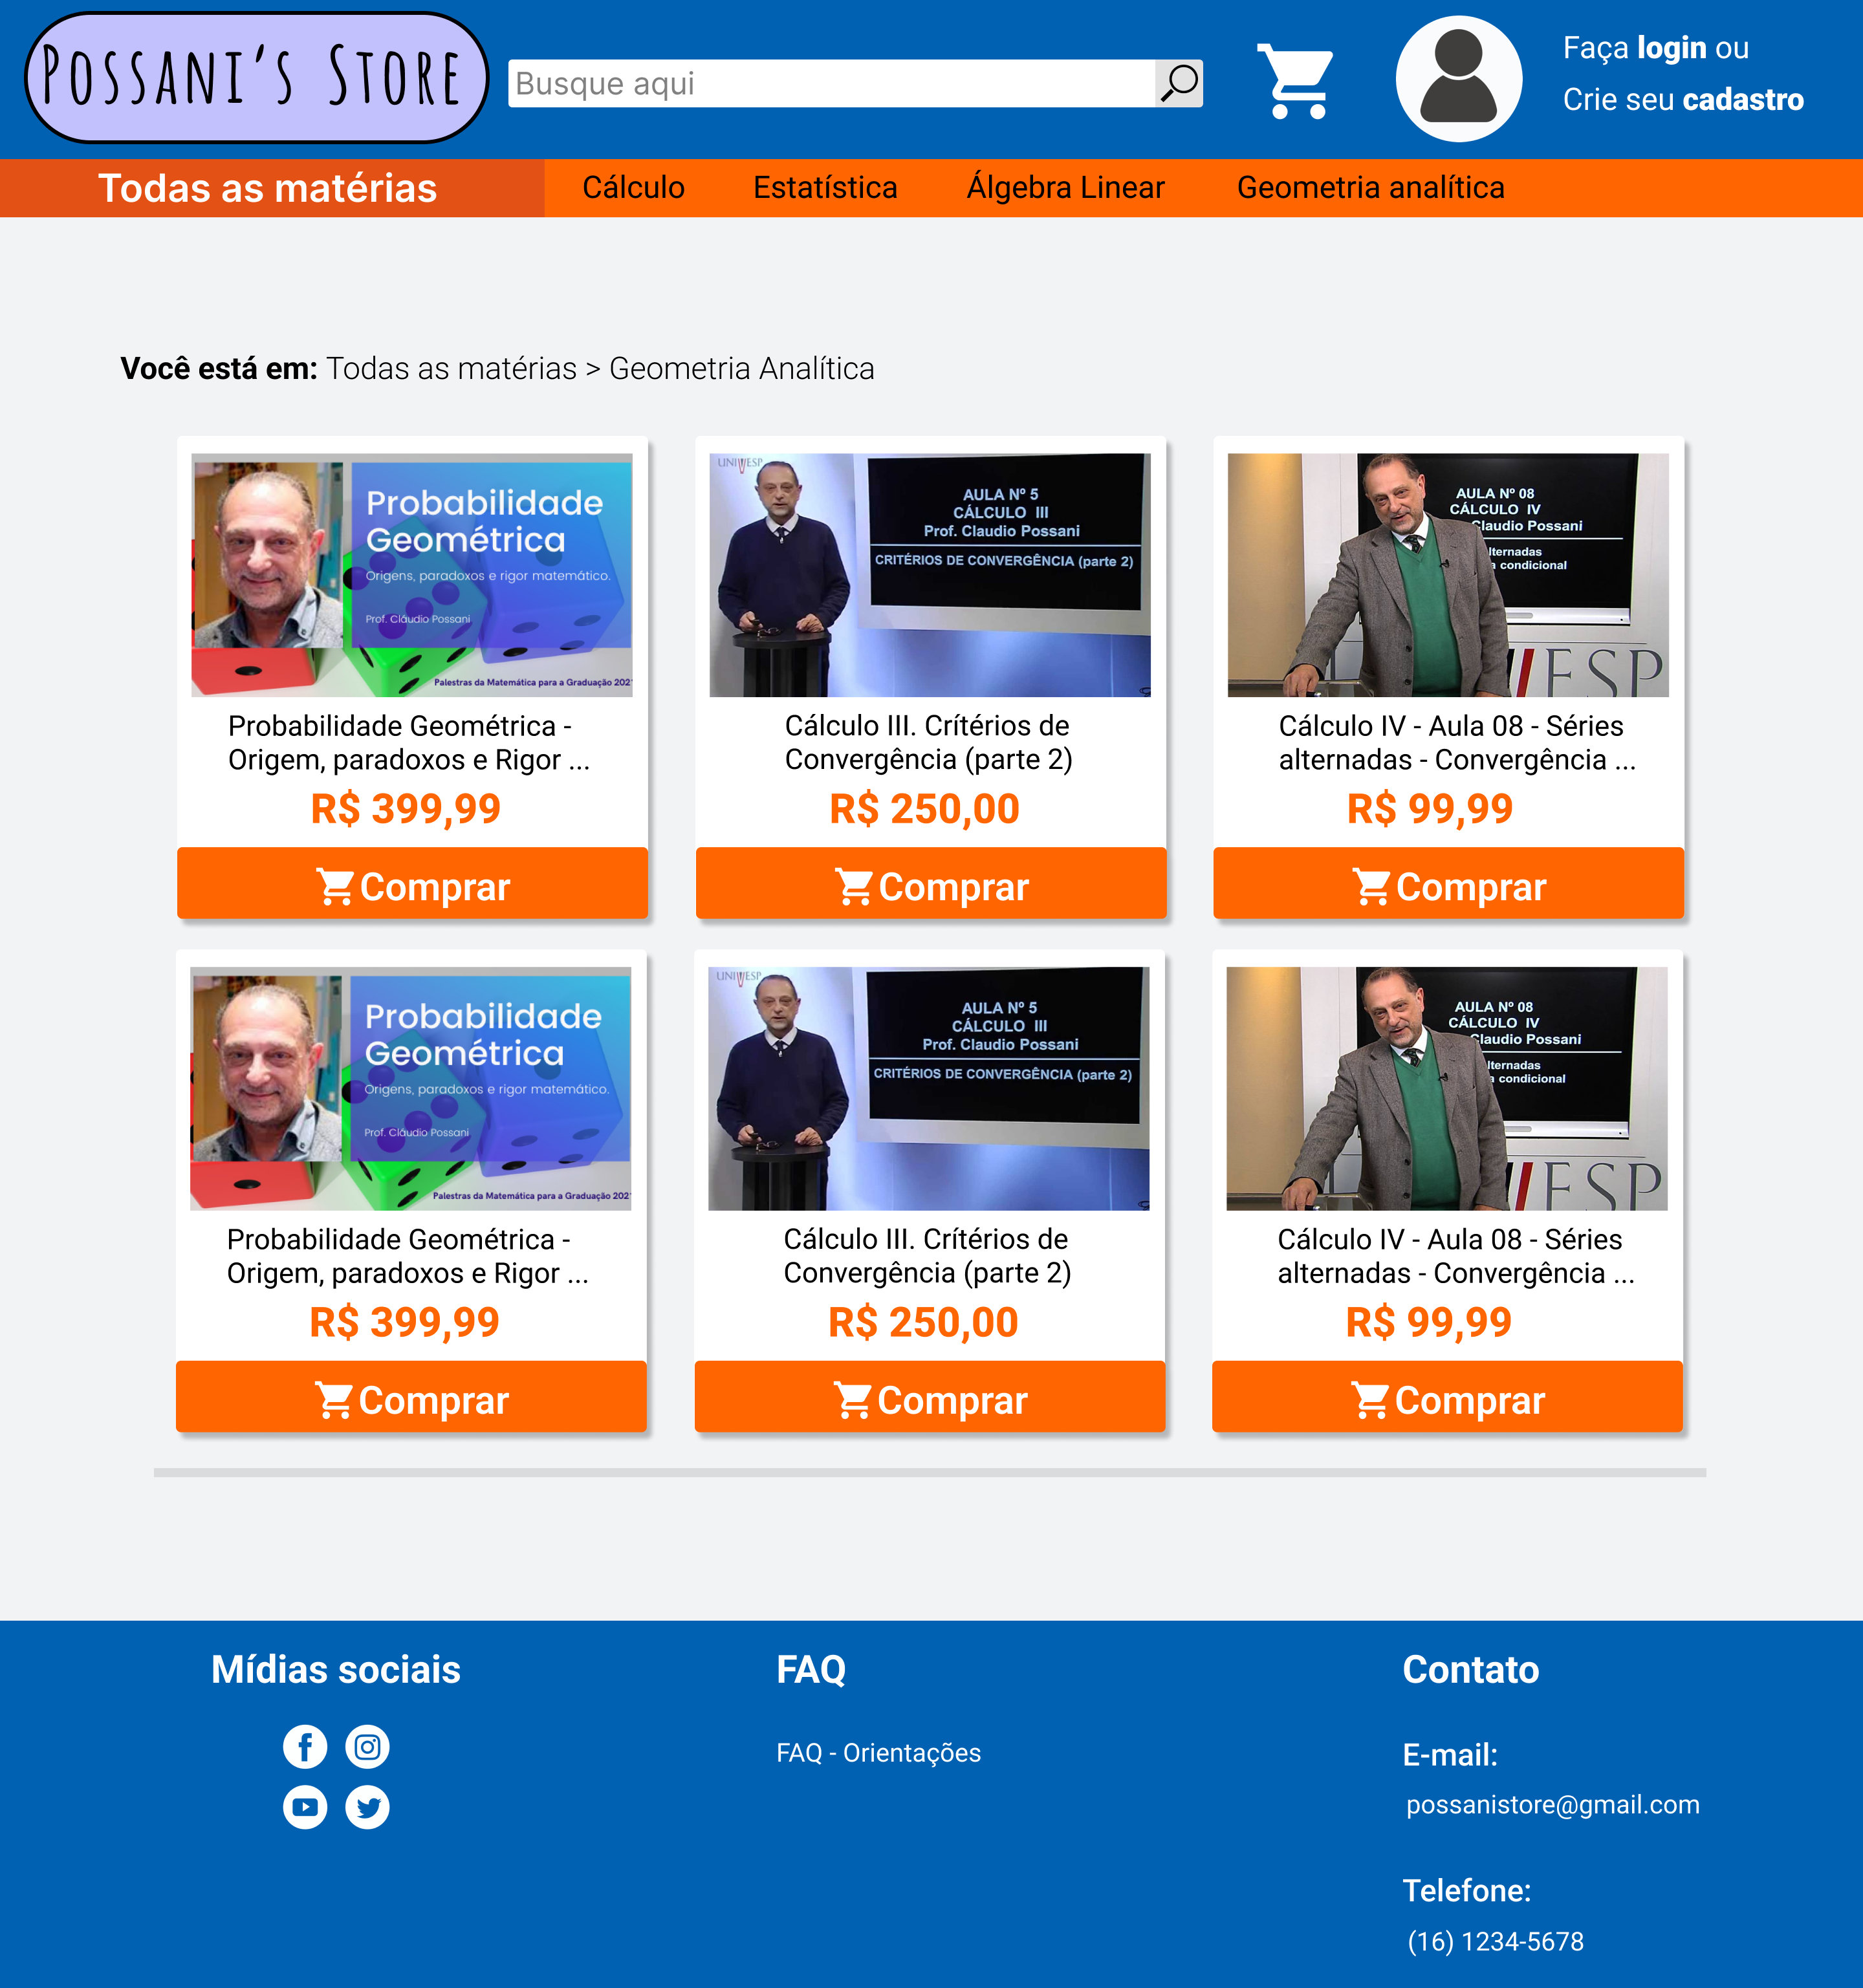 POSSANI'S STORE
Busque aqui
Faça login ou
Crie seu cadastro
Todas as matérias
Cálculo
Estatística
Álgebra Linear
Geometria analítica
Você está em: Todas as matérias > Geometria Analítica
Probabilidade
Geométrica
Origens, paradoxos e rigor matemático.
Prof. Cláudio Possani
Palestras da Matemática para a Graduação 202
Probabilidade Geométrica -
Origem, paradoxos e Rigor ...
R$ 399,99
Comprar
UNIVESP
AULA Nº 5
CÁLCULO III
Prof. Claudio Possani
CRITÉRIOS DE CONVERGÊNCIA (parte 2)
Cálculo III. Crítérios de
Convergência (parte 2)
R$ 250,00
Comprar
AULA Nº 08
CÁLCULO IV
Claudio Possani
lternadas
a condicional
VESP
Cálculo IV - Aula 08 - Séries
alternadas - Convergência ...
R$ 99,99
Comprar
Probabilidade
Geométrica
Origens, paradoxos e rigor matemático.
Prof. Cláudio Possani
Palestras da Matemática para a Graduação 202
Probabilidade Geométrica -
Origem, paradoxos e Rigor ...
R$ 399,99
Comprar
UNIVESP
AULA Nº 5
CÁLCULO III
Prof. Claudio Possani
CRITÉRIOS DE CONVERGÊNCIA (parte 2)
Cálculo III. Crítérios de
Convergência (parte 2)
R$ 250,00
Comprar
AULA Nº 08
CÁLCULO IV
Claudio Possani
lternadas
a condicional
VESP
Cálculo IV - Aula 08 - Séries
alternadas - Convergência ...
R$ 99,99
Comprar
Mídias sociais
FAQ
FAQ - Orientações
Contato
E-mail:
possanistore@gmail.com
Telefone:
(16) 1234-5678